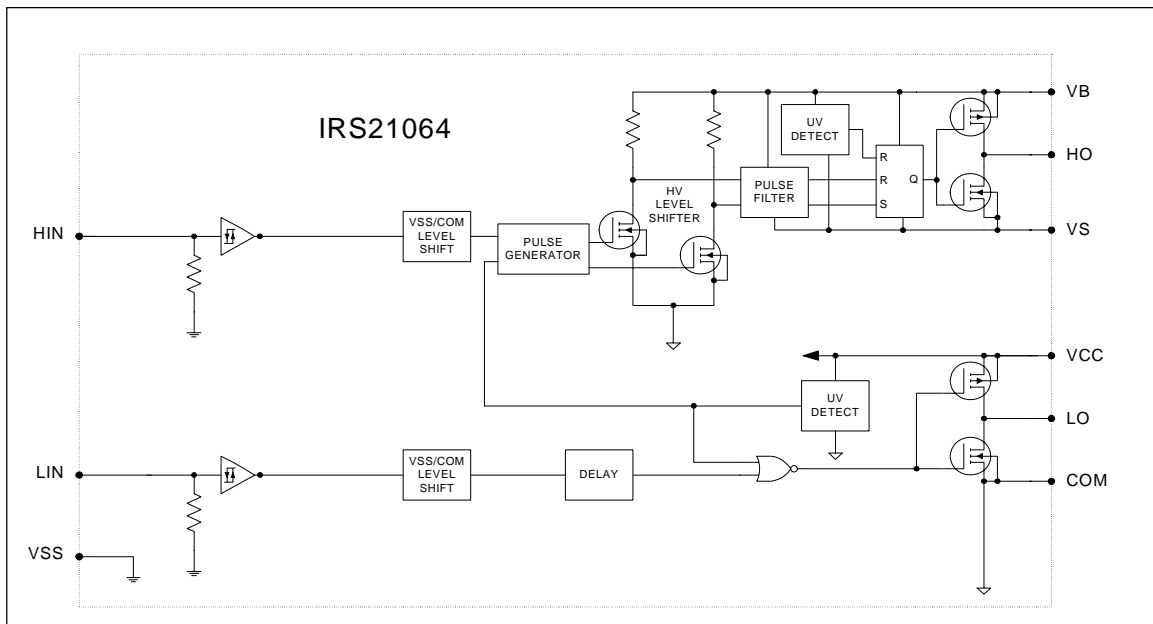 IRS21064
VB
UV
DETECT
HO
R
R
Q
S
PULSE
FILTER
HV
LEVEL
SHIFTER
VS
HIN
VSS/COM
LEVEL
SHIFT
PULSE
GENERATOR
VCC
UV
DETECT
LO
LIN
VSS/COM
LEVEL
SHIFT
DELAY
COM
VSS